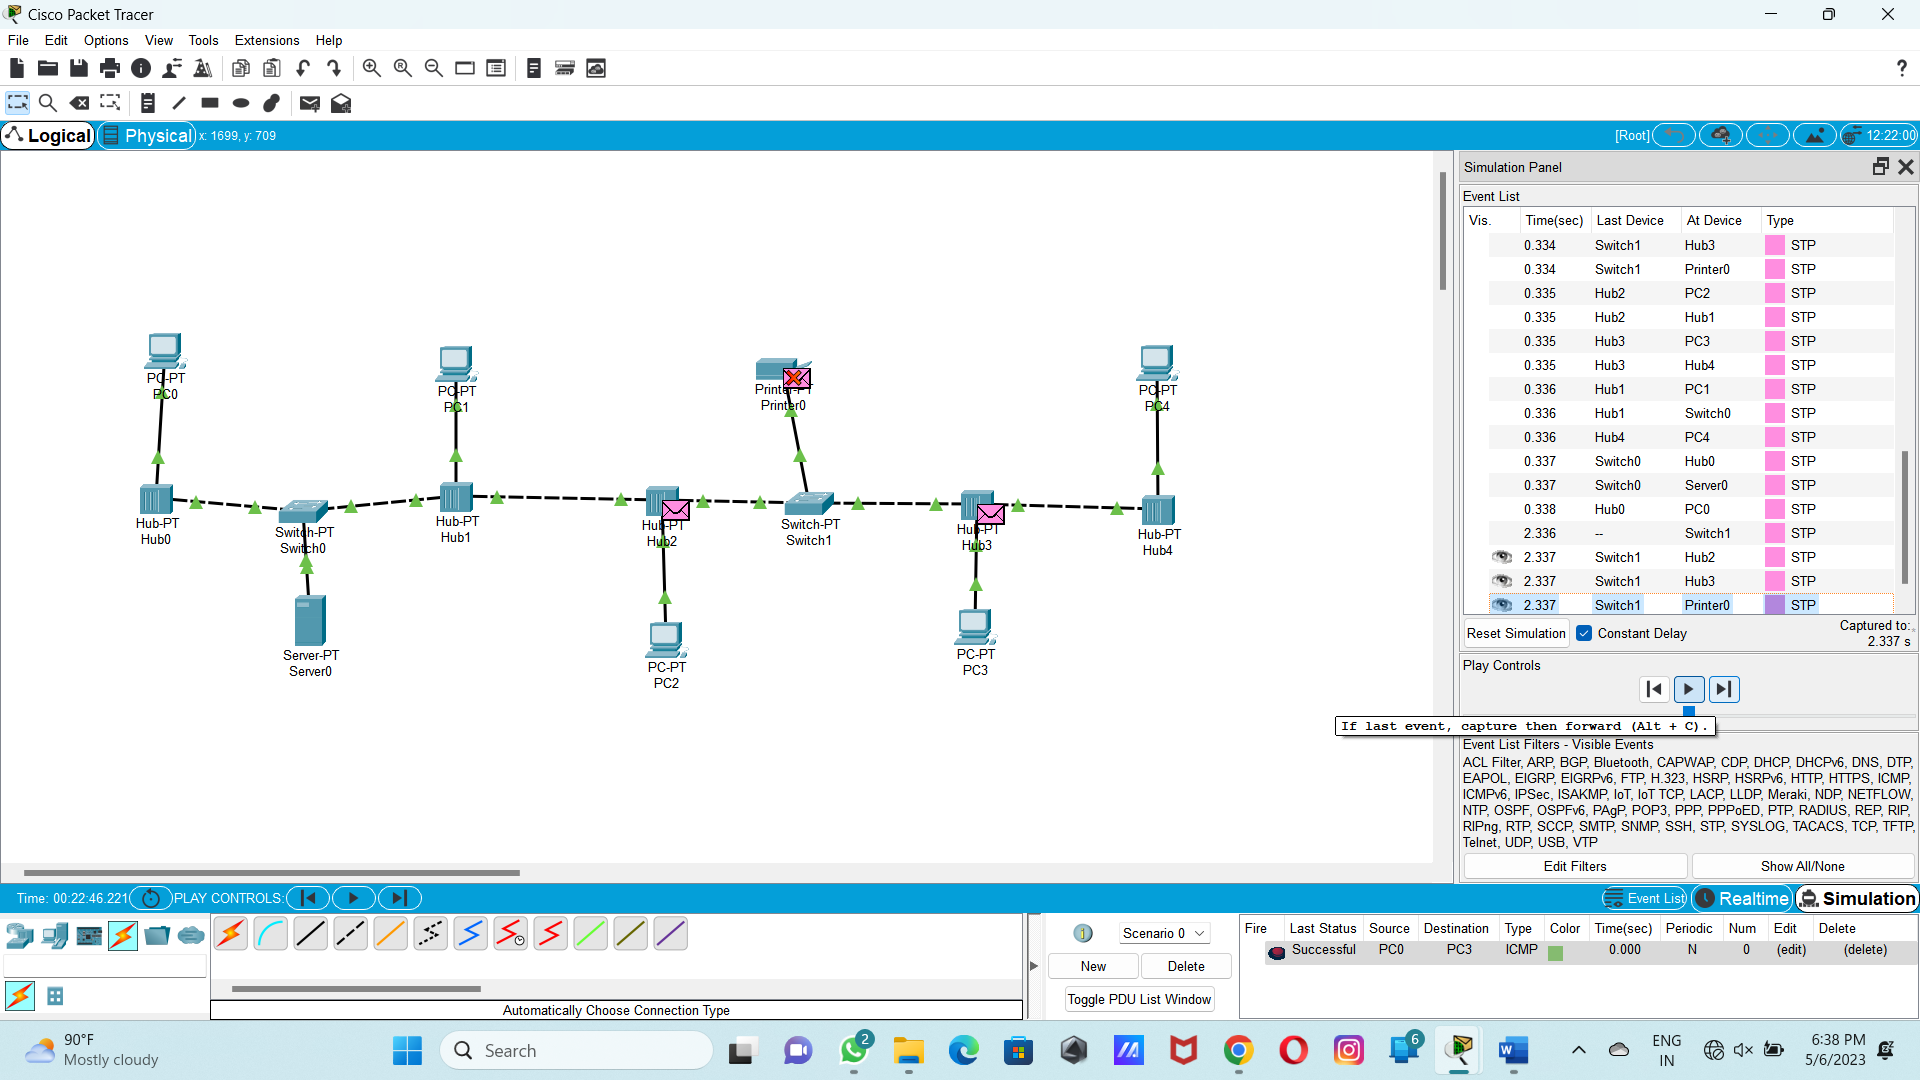 Cisco Packet Tracer
File Edit Options View Tools Extensions Help
?
Logical Physical x: 1699, y: 709 [Root] 12:22:00
Simulation Panel
Event List
Vis. Time(sec) Last Device At Device Type
0.334 Switch1 Hub3 STP
0.334 Switch1 Printer0 STP
0.335 Hub2 PC2 STP
0.335 Hub2 Hub1 STP
0.335 Hub3 PC3 STP
0.335 Hub3 Hub4 STP
0.336 Hub1 PC1 STP
0.336 Hub1 Switch0 STP
0.336 Hub4 PC4 STP
0.337 Switch0 Hub0 STP
0.337 Switch0 Server0 STP
0.338 Hub0 PC0 STP
2.336 -- Switch1 STP
2.337 Switch1 Hub2 STP
2.337 Switch1 Hub3 STP
2.337 Switch1 Printer0 STP
Reset Simulation Constant Delay Captured to:
2.337 s
Play Controls
If last event, capture then forward (Alt + C).
Event List Filters - Visible Events
ACL Filter, ARP, BGP, Bluetooth, CAPWAP, CDP, DHCP, DHCPv6, DNS, DTP,
EAPOL, EIGRP, EIGRPv6, FTP, H.323, HSRP, HSRPv6, HTTP, HTTPS, ICMP,
ICMPv6, IPSec, ISAKMP, IoT, IoT TCP, LACP, LLDP, Meraki, NDP, NETFLOW,
NTP, OSPF, OSPFv6, PAgP, POP3, PPP, PPPoED, PTP, RADIUS, REP, RIP,
RIPng, RTP, SCCP, SMTP, SNMP, SSH, STP, SYSLOG, TACACS, TCP, TFTP,
Telnet, UDP, USB, VTP
Edit Filters Show All/None
PC-PT
PC0
PC-PT
PC1
Printer-PT
Printer0
PC-PT
PC4
Hub-PT
Hub0
Switch-PT
Switch0
Hub-PT
Hub1
Hub-PT
Hub2
Switch-PT
Switch1
Hub-PT
Hub3
Hub-PT
Hub4
Server-PT
Server0
PC-PT
PC2
PC-PT
PC3
Time: 00:22:46.221 PLAY CONTROLS: Event List Realtime Simulation
Scenario 0
New Delete
Toggle PDU List Window
Fire Last Status Source Destination Type Color Time(sec) Periodic Num Edit Delete
Successful PC0 PC3 ICMP 0.000 N 0 (edit) (delete)
Automatically Choose Connection Type
90°F
Mostly cloudy
Search
2
6
ENG
IN
6:38 PM
5/6/2023